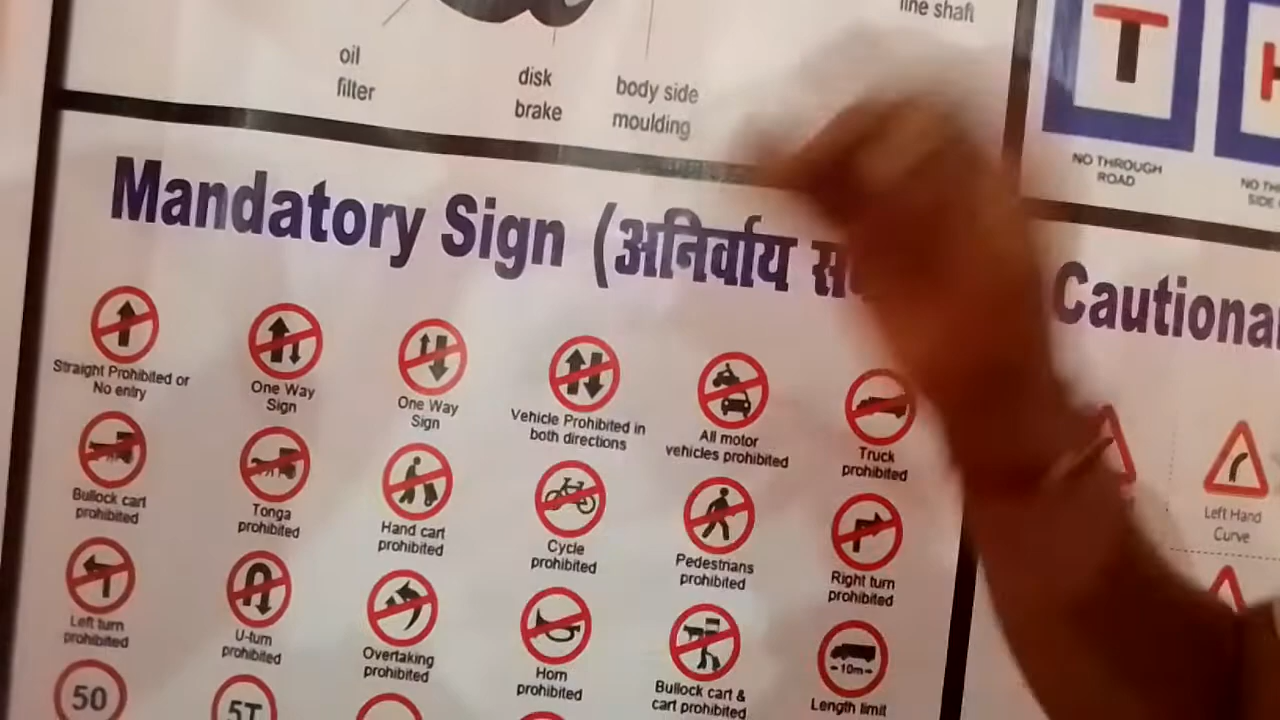 line shaft
oil
filter
disk
brake
body side
moulding
T
NO THROUGH
ROAD
NO
SIDE
Mandatory Sign (अनिर्वाय
Cautiona
Straight Prohibited or
No entry
One Way
Sign
One Way
Sign
Vehicle Prohibited in
both directions
All motor
vehicles prohibited
Truck
prohibited
Bullock cart
prohibited
Tonga
prohibited
Hand cart
prohibited
Cycle
prohibited
Pedestrians
prohibited
Right turn
prohibited
Left Hand
Curve
Left turn
prohibited
U-turn
prohibited
Overtaking
prohibited
Horn
prohibited
Bullock cart &
cart prohibited
10m
Length limit
50
5T